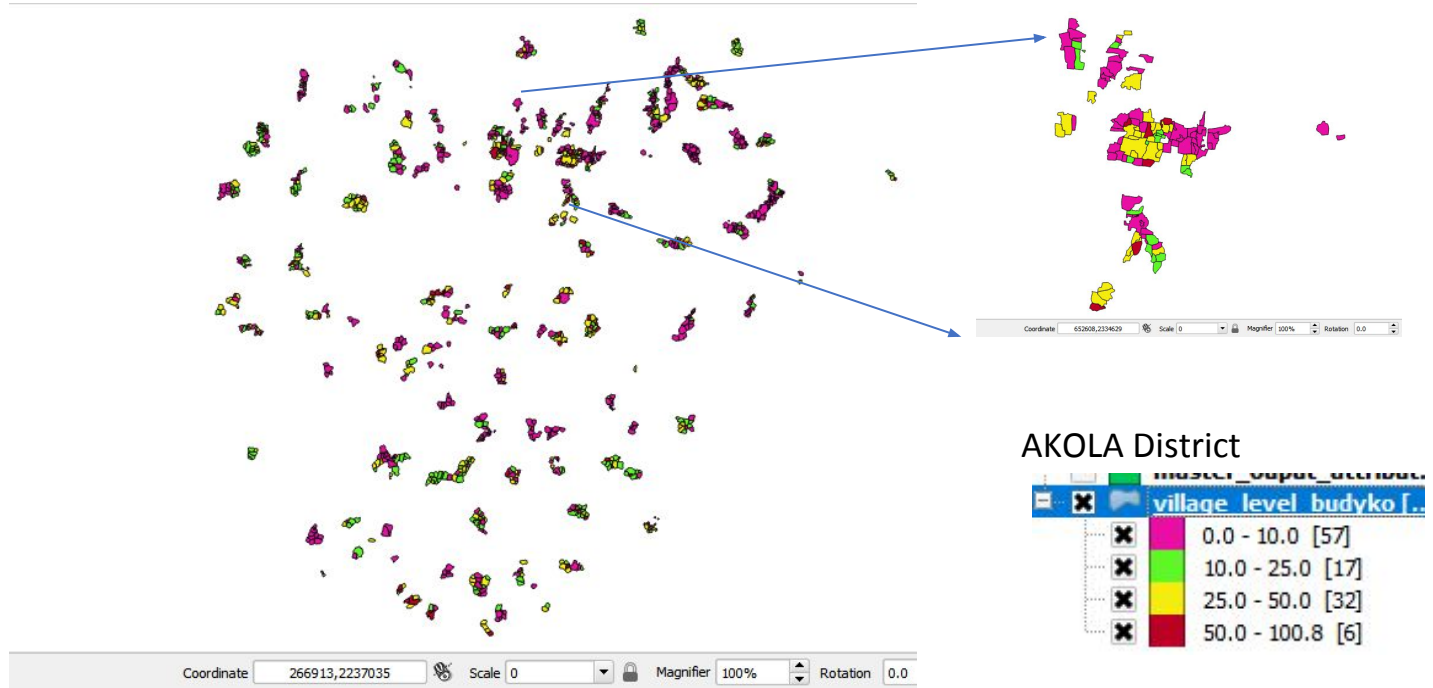 Coordinate 652608,2334629 Scale 0 Magnifier 100% Rotation 0.0
AKOLA District
village_level_budyko [..
0.0 - 10.0 [57]
10.0 - 25.0 [17]
25.0 - 50.0 [32]
50.0 - 100.8 [6]
Coordinate 266913,2237035 Scale 0 Magnifier 100% Rotation 0.0